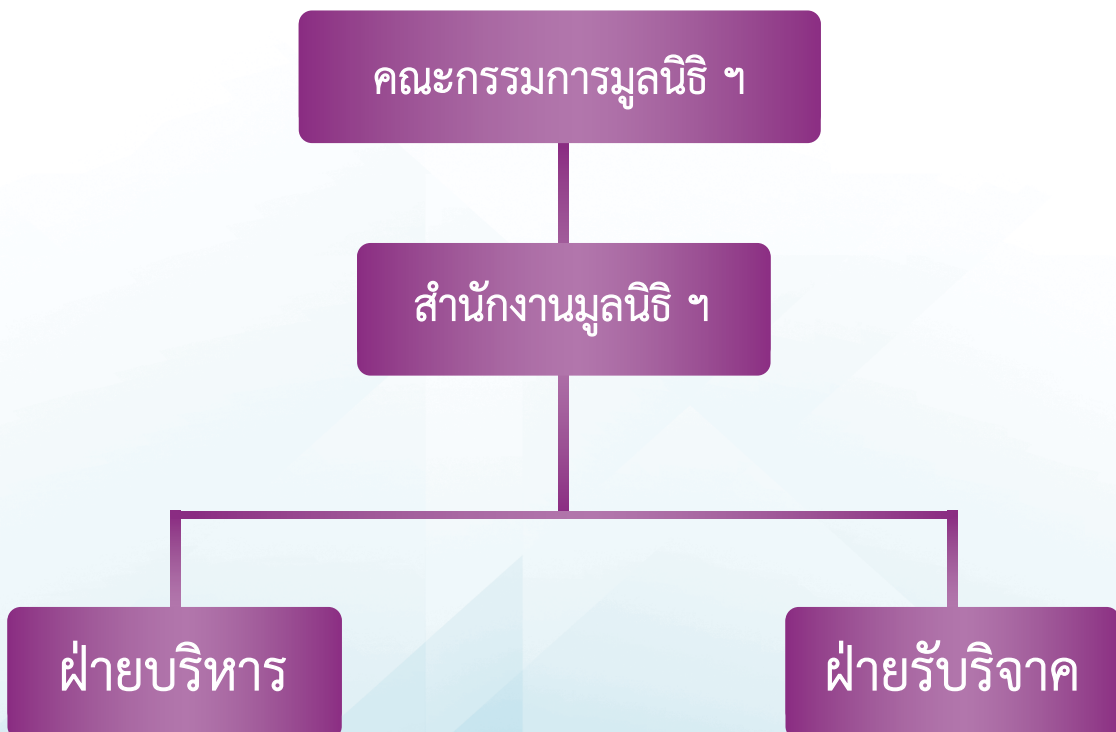 คณะกรรมการมูลนิธิ ฯ
สำนักงานมูลนิธิ ฯ
ฝ่ายบริหาร
ฝ่ายรับริจาค